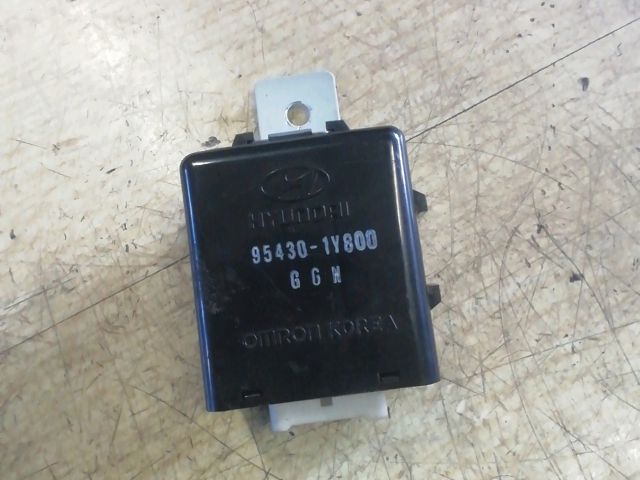 HYUNDAI
95430-1Y800
G G N
OMRON KOREA